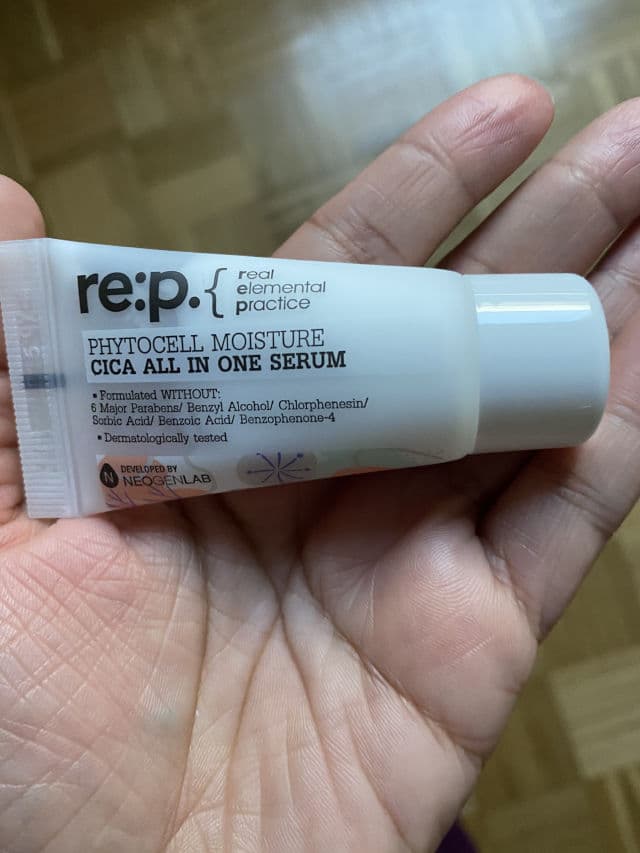 re:p.{
real
elemental
practice
PHYTOCELL MOISTURE
CICA ALL IN ONE SERUM
▪ Formulated WITHOUT:
6 Major Parabens/ Benzyl Alcohol/ Chlorphenesin/
Sorbic Acid/ Benzoic Acid/ Benzophenone-4
▪ Dermatologically tested
N
DEVELOPED BY
NEOGENLAB